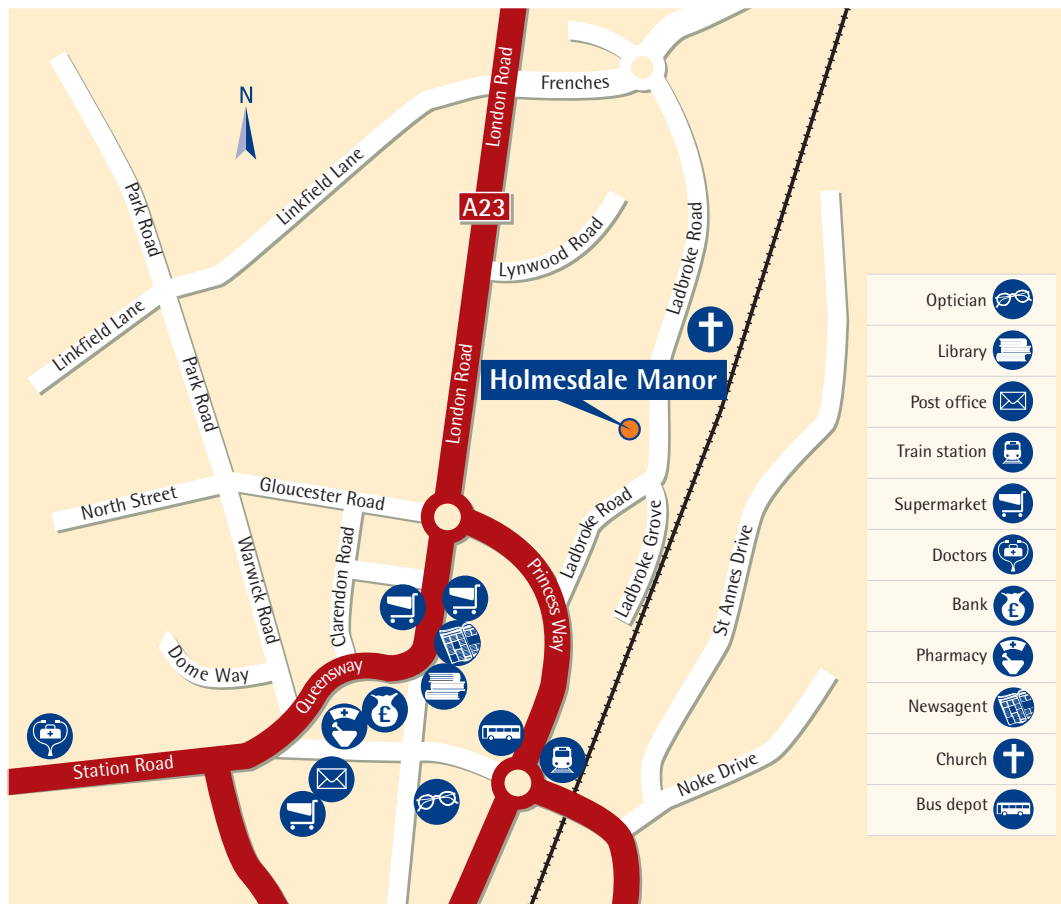 London Road
Frenches
N
Linkfield Lane
Park Road
A23
Lynwood Road
Ladbroke Road
Linkfield Lane
Park Road
London Road
Holmesdale Manor
North Street
Gloucester Road
Ladbroke Road
Ladbroke Grove
Warwick Road
Clarendon Road
Princess Way
St Annes Drive
Dome Way
Queensway
£
Station Road
Noke Drive
Optician
Library
Post office
Train station
Supermarket
Doctors
Bank
£
Pharmacy
Newsagent
Church
Bus depot